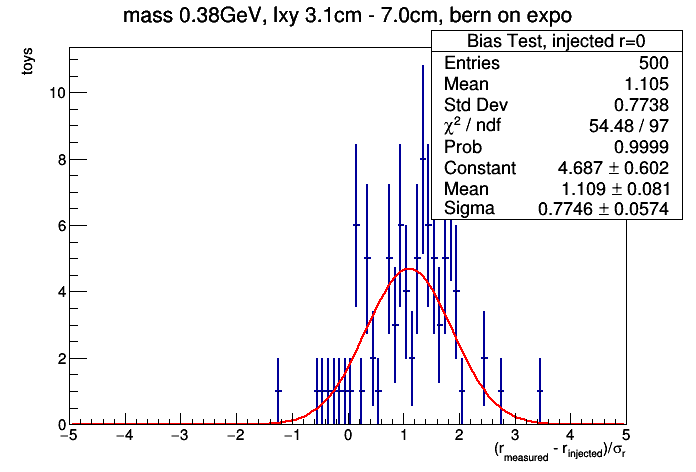 mass 0.38GeV, lxy 3.1cm - 7.0cm, bern on expo
Bias Test, injected r=0
Entries 500
Mean 1.105
Std Dev 0.7738
χ² / ndf 54.48 / 97
Prob 0.9999
Constant 4.687 ± 0.602
Mean 1.109 ± 0.081
Sigma 0.7746 ± 0.0574
toys
10
8
6
4
2
0
−5 −4 −3 −2 −1 0 1 2 3 4 5
(r_measured - r_injected)/σ_r